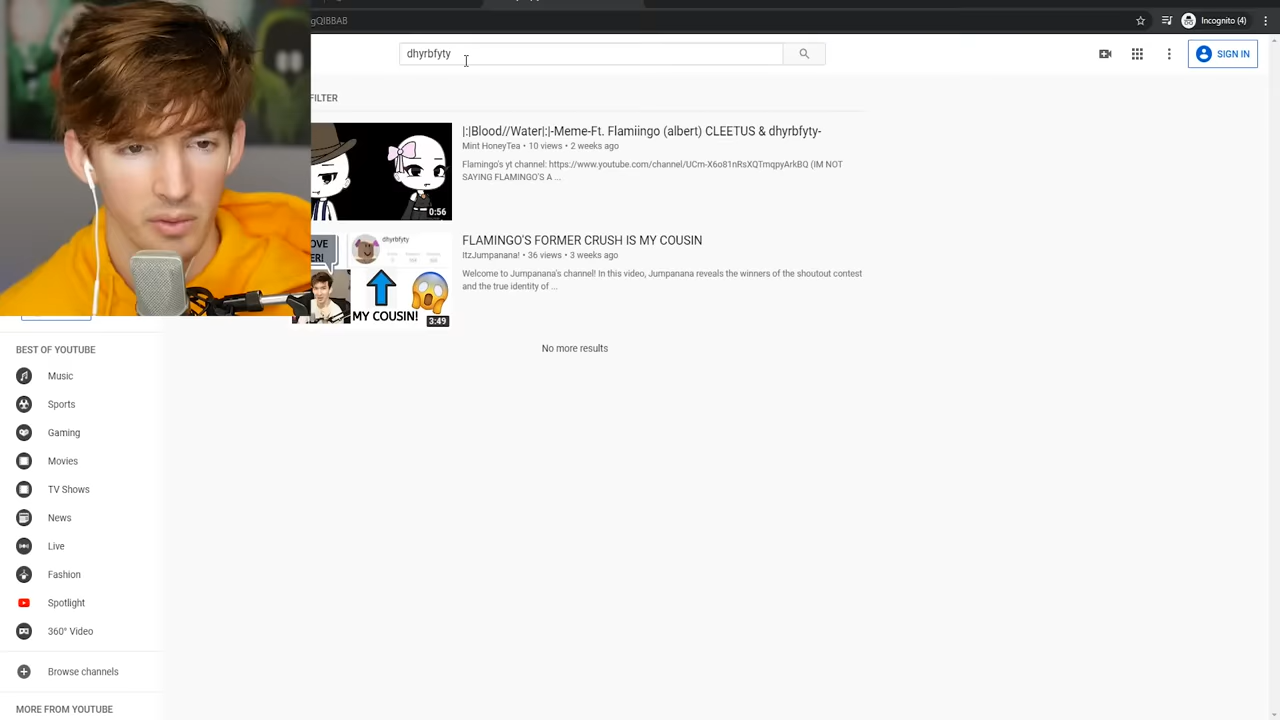 gQIBBAB
Incognito (4)
dhyrbfyty
SIGN IN
FILTER
|:|Blood//Water|:|-Meme-Ft. Flamiingo (albert) CLEETUS & dhyrbfyty-
Mint HoneyTea • 10 views • 2 weeks ago
Flamingo's yt channel: https://www.youtube.com/channel/UCm-X6o81nRsXQTmqpyArkBQ (IM NOT
SAYING FLAMINGO'S A ...
0:56
FLAMINGO'S FORMER CRUSH IS MY COUSIN
ItzJumpanana! • 36 views • 3 weeks ago
Welcome to Jumpanana's channel! In this video, Jumpanana reveals the winners of the shoutout contest
and the true identity of ...
OVE
ER!
dhyrbfyty
MY COUSIN!
3:49
No more results
BEST OF YOUTUBE
Music
Sports
Gaming
Movies
TV Shows
News
Live
Fashion
Spotlight
360° Video
Browse channels
MORE FROM YOUTUBE